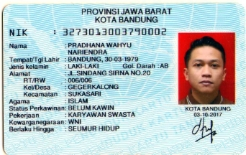 PROVINSI JAWA BARAT
KOTA BANDUNG
NIK : 3273013003790002
Nama : PRADHANA WAHYU
NARIENDRA
Tempat/Tgl Lahir : BANDUNG, 30-03-1979
Jenis Kelamin : LAKI-LAKI Gol. Darah : AB
Alamat : JL SINDANG SIRNA NO.20
RT/RW : 006/006
Kel/Desa : GEGERKALONG
Kecamatan : SUKASARI
Agama : ISLAM
Status Perkawinan : BELUM KAWIN
Pekerjaan : KARYAWAN SWASTA
Kewarganegaraan : WNI
Berlaku Hingga : SEUMUR HIDUP
KOTA BANDUNG
03-10-2017